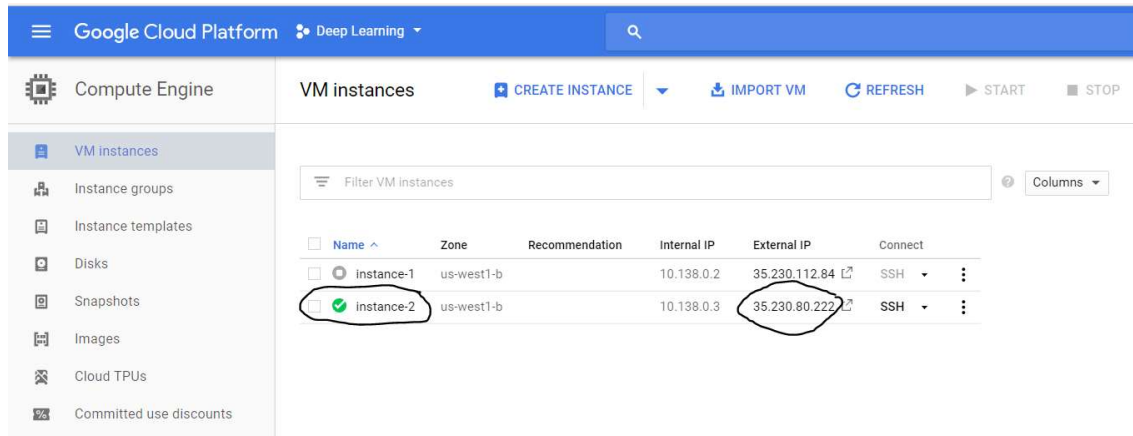 Google Cloud Platform Deep Learning
Compute Engine VM instances CREATE INSTANCE IMPORT VM REFRESH START STOP
VM instances
Instance groups
Instance templates
Disks
Snapshots
Images
Cloud TPUs
Committed use discounts
Filter VM instances Columns
Name Zone Recommendation Internal IP External IP Connect
instance-1 us-west1-b 10.138.0.2 35.230.112.84 SSH
instance-2 us-west1-b 10.138.0.3 35.230.80.222 SSH